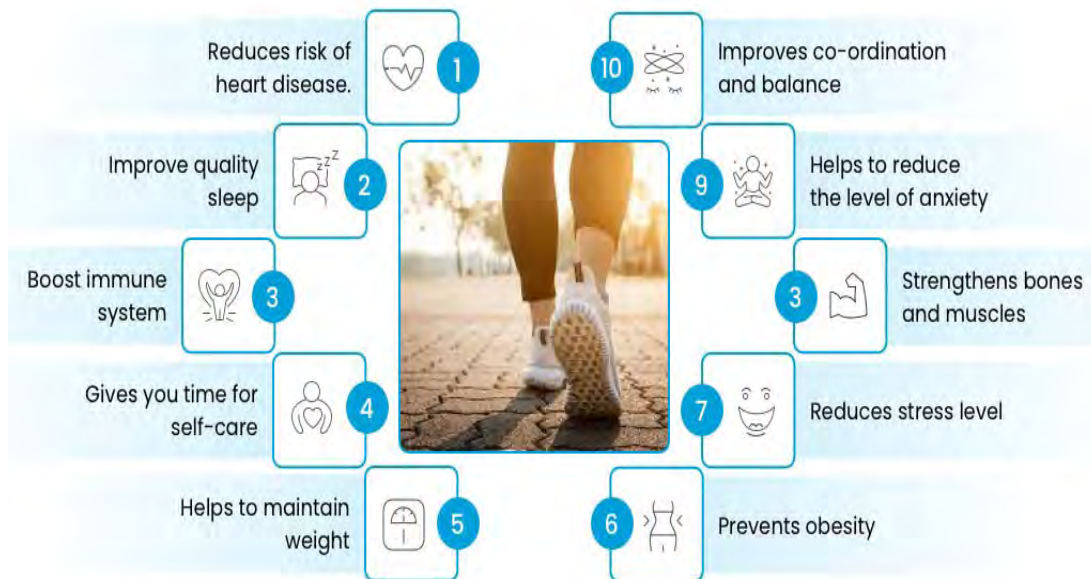 Reduces risk of
heart disease.
1
Improve quality
sleep
zzZ
2
Boost immune
system
3
Gives you time for
self-care
4
Helps to maintain
weight
5
6
Prevents obesity
7
Reduces stress level
3
Strengthens bones
and muscles
9
Helps to reduce
the level of anxiety
10
Improves co-ordination
and balance